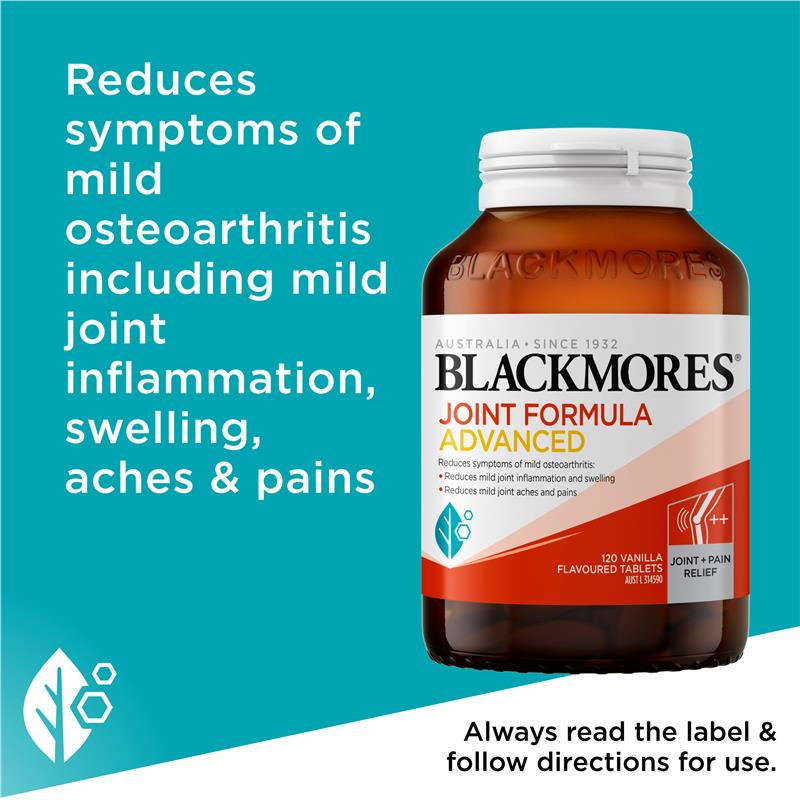 Reduces
symptoms of
mild
osteoarthritis
including mild
joint
inflammation,
swelling,
aches & pains
BLACKMORES
AUSTRALIA • SINCE 1932
BLACKMORES®
JOINT FORMULA
ADVANCED
Reduces symptoms of mild osteoarthritis:
• Reduces mild joint inflammation and swelling
• Reduces mild joint aches and pains
120 VANILLA
FLAVOURED TABLETS
AUST L 314590
++
JOINT + PAIN
RELIEF
Always read the label &
follow directions for use.